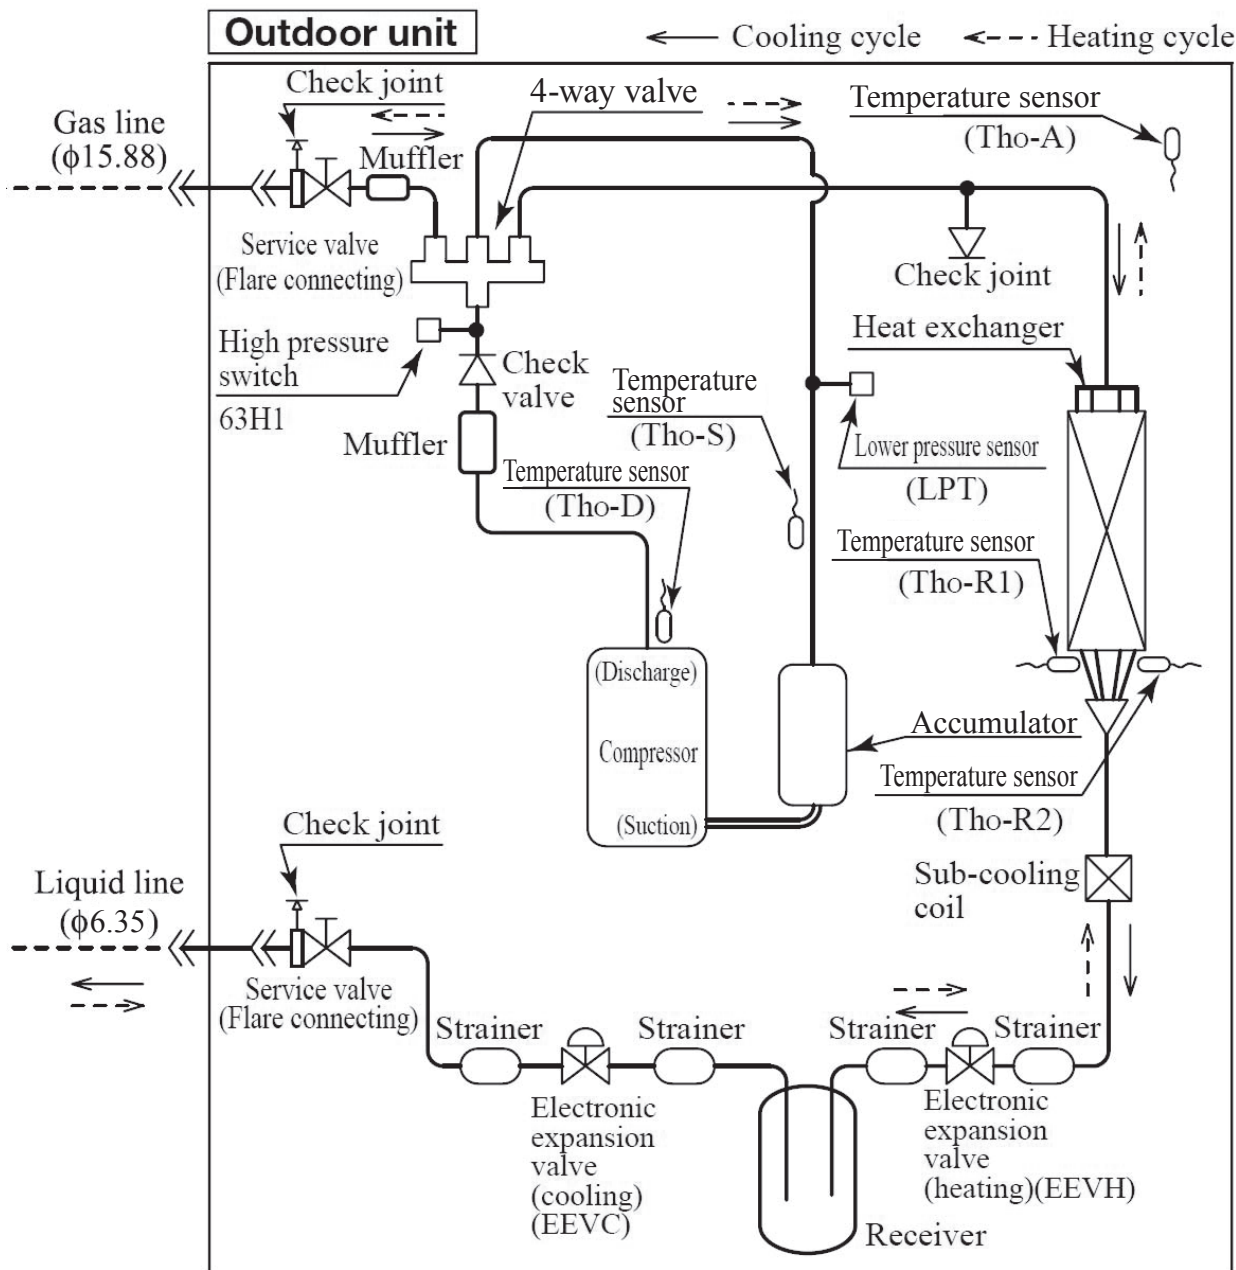 Outdoor unit
Cooling cycle
Heating cycle
Check joint
4-way valve
Temperature sensor
(Tho-A)
Gas line
(ϕ15.88)
Muffler
Service valve
(Flare connecting)
Check joint
High pressure
switch
63H1
Check
valve
Heat exchanger
Temperature
sensor
(Tho-S)
Muffler
Lower pressure sensor
(LPT)
Temperature sensor
(Tho-D)
Temperature sensor
(Tho-R1)
(Discharge)
Compressor
(Suction)
Accumulator
Temperature sensor
(Tho-R2)
Check joint
Liquid line
(ϕ6.35)
Sub-cooling
coil
Service valve
(Flare connecting)
Strainer
Strainer
Strainer
Strainer
Electronic
expansion
valve
(cooling)
(EEVC)
Electronic
expansion
valve
(heating)(EEVH)
Receiver